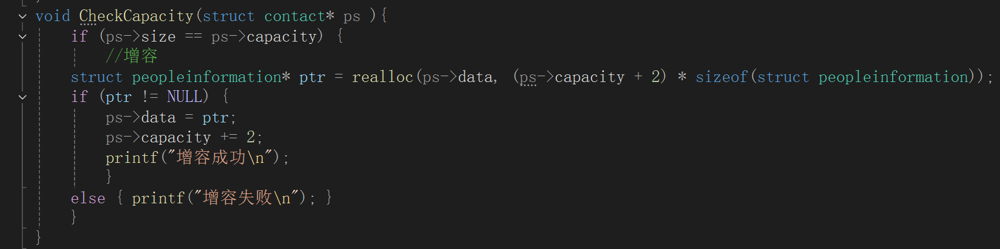 void CheckCapacity(struct contact* ps ){
if (ps->size == ps->capacity) {
//增容
struct peopleinformation* ptr = realloc(ps->data, (ps->capacity + 2) * sizeof(struct peopleinformation));
if (ptr != NULL) {
ps->data = ptr;
ps->capacity += 2;
printf("增容成功\n");
}
else { printf("增容失败\n"); }
}
}